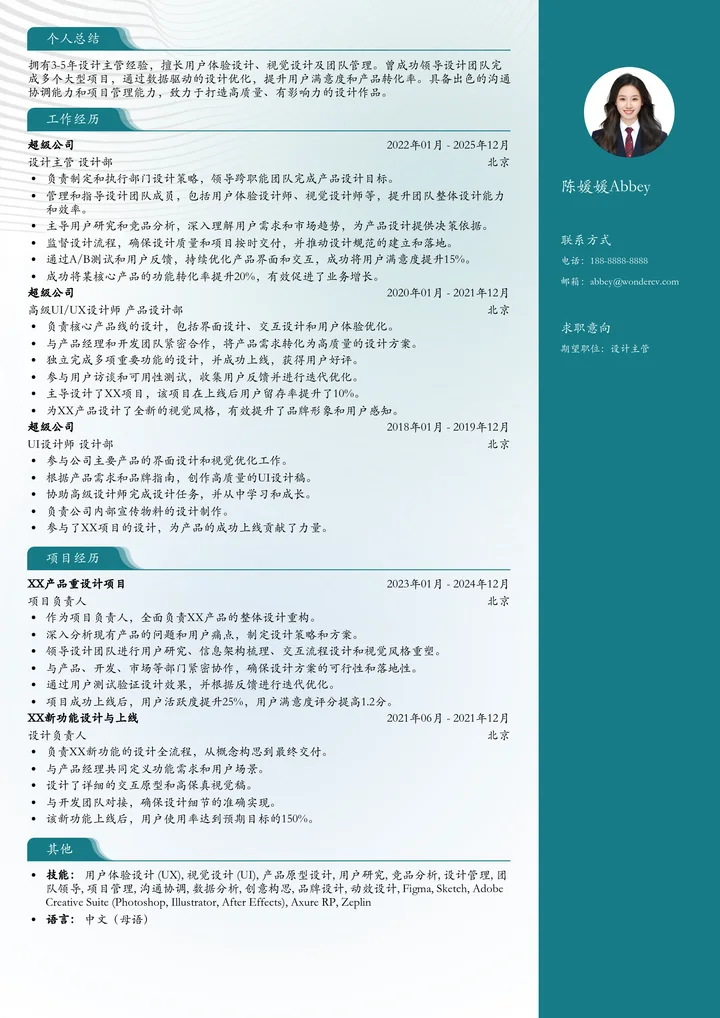 个人总结
拥有3-5年设计主管经验，擅长用户体验设计、视觉设计及团队管理。曾成功领导设计团队完
成多个大型项目，通过数据驱动的设计优化，提升用户满意度和产品转化率。具备出色的沟通
协调能力和项目管理能力，致力于打造高质量、有影响力的设计作品。
工作经历
超级公司 2022年01月 - 2025年12月
设计主管 设计部 北京
• 负责制定和执行部门设计策略，领导跨职能团队完成产品设计目标。
• 管理和指导设计团队成员，包括用户体验设计师、视觉设计师等，提升团队整体设计能力
和效率。
• 主导用户研究和竞品分析，深入理解用户需求和市场趋势，为产品设计提供决策依据。
• 监督设计流程，确保设计质量和项目按时交付，并推动设计规范的建立和落地。
• 通过A/B测试和用户反馈，持续优化产品界面和交互，成功将用户满意度提升15%。
• 成功将某核心产品的功能转化率提升20%，有效促进了业务增长。
超级公司 2020年01月 - 2021年12月
高级UI/UX设计师 产品设计部 北京
• 负责核心产品线的设计，包括界面设计、交互设计和用户体验优化。
• 与产品经理和开发团队紧密合作，将产品需求转化为高质量的设计方案。
• 独立完成多项重要功能的设计，并成功上线，获得用户好评。
• 参与用户访谈和可用性测试，收集用户反馈并进行迭代优化。
• 主导设计了XX项目，该项目在上线后用户留存率提升了10%。
• 为XX产品设计了全新的视觉风格，有效提升了品牌形象和用户感知。
超级公司 2018年01月 - 2019年12月
UI设计师 设计部 北京
• 参与公司主要产品的界面设计和视觉优化工作。
• 根据产品需求和品牌指南，创作高质量的UI设计稿。
• 协助高级设计师完成设计任务，并从中学习和成长。
• 负责公司内部宣传物料的设计制作。
• 参与了XX项目的设计，为产品的成功上线贡献了力量。
项目经历
XX产品重设计项目 2023年01月 - 2024年12月
项目负责人 北京
• 作为项目负责人，全面负责XX产品的整体设计重构。
• 深入分析现有产品的问题和用户痛点，制定设计策略和方案。
• 领导设计团队进行用户研究、信息架构梳理、交互流程设计和视觉风格重塑。
• 与产品、开发、市场等部门紧密协作，确保设计方案的可行性和落地性。
• 通过用户测试验证设计效果，并根据反馈进行迭代优化。
• 项目成功上线后，用户活跃度提升25%，用户满意度评分提高1.2分。
XX新功能设计与上线 2021年06月 - 2021年12月
设计负责人 北京
• 负责XX新功能的设计全流程，从概念构思到最终交付。
• 与产品经理共同定义功能需求和用户场景。
• 设计了详细的交互原型和高保真视觉稿。
• 与开发团队对接，确保设计细节的准确实现。
• 该新功能上线后，用户使用率达到预期目标的150%。
其他
• 技能： 用户体验设计 (UX), 视觉设计 (UI), 产品原型设计, 用户研究, 竞品分析, 设计管理, 团
队领导, 项目管理, 沟通协调, 数据分析, 创意构思, 品牌设计, 动效设计, Figma, Sketch, Adobe
Creative Suite (Photoshop, Illustrator, After Effects), Axure RP, Zeplin
• 语言： 中文（母语）
陈媛媛Abbey
联系方式
电话：188-8888-8888
邮箱：abbey@wondercv.com
求职意向
期望职位：设计主管